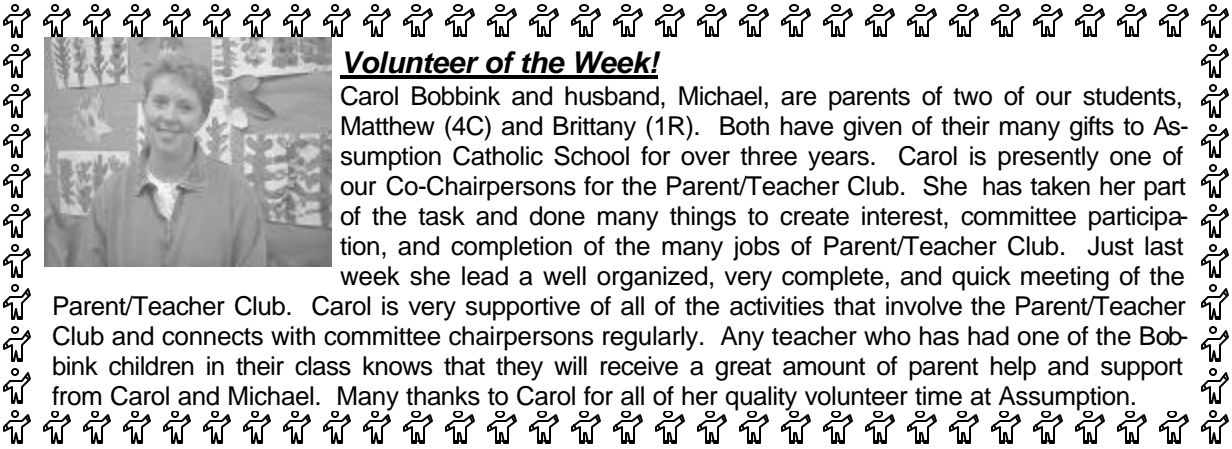 Volunteer of the Week!
Carol Bobbink and husband, Michael, are parents of two of our students,
Matthew (4C) and Brittany (1R).  Both have given of their many gifts to As-
sumption Catholic School for over three years.  Carol is presently one of
our Co-Chairpersons for the Parent/Teacher Club.  She has taken her part
of the task and done many things to create interest, committee participa-
tion, and completion of the many jobs of Parent/Teacher Club.  Just last
week she lead a well organized, very complete, and quick meeting of the
Parent/Teacher Club.  Carol is very supportive of all of the activities that involve the Parent/Teacher
Club and connects with committee chairpersons regularly.  Any teacher who has had one of the Bob-
bink children in their class knows that they will receive a great amount of parent help and support
from Carol and Michael.  Many thanks to Carol for all of her quality volunteer time at Assumption.